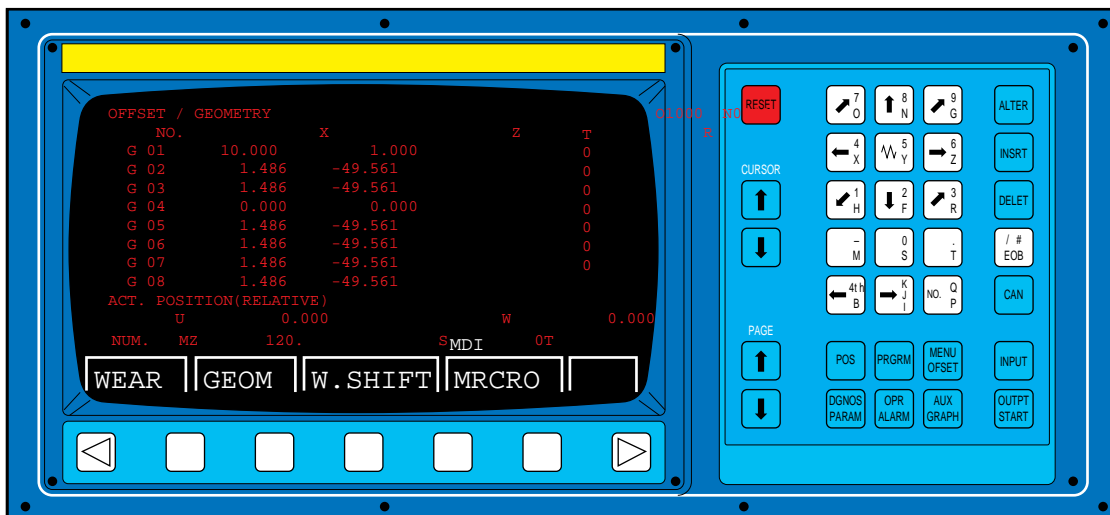 OFFSET / GEOMETRY O1000 NO
NO. X Z T R
G 01 10.000 1.000 0
G 02 1.486 -49.561 0
G 03 1.486 -49.561 0
G 04 0.000 0.000 0
G 05 1.486 -49.561 0
G 06 1.486 -49.561 0
G 07 1.486 -49.561 0
G 08 1.486 -49.561
ACT. POSITION(RELATIVE)
U 0.000 W 0.000
NUM. MZ 120. S 0T
MDI
WEAR GEOM W.SHIFT MRCRO
RESET
7 O 8 N 9 G ALTER
4 X 5 Y 6 Z INSRT
CURSOR
1 H 2 F 3 R DELET
– M 0 S . T / # EOB
4th B K J I NO. Q P CAN
PAGE
POS PRGRM MENU OFSET INPUT
DGNOS PARAM OPR ALARM AUX GRAPH OUTPT START